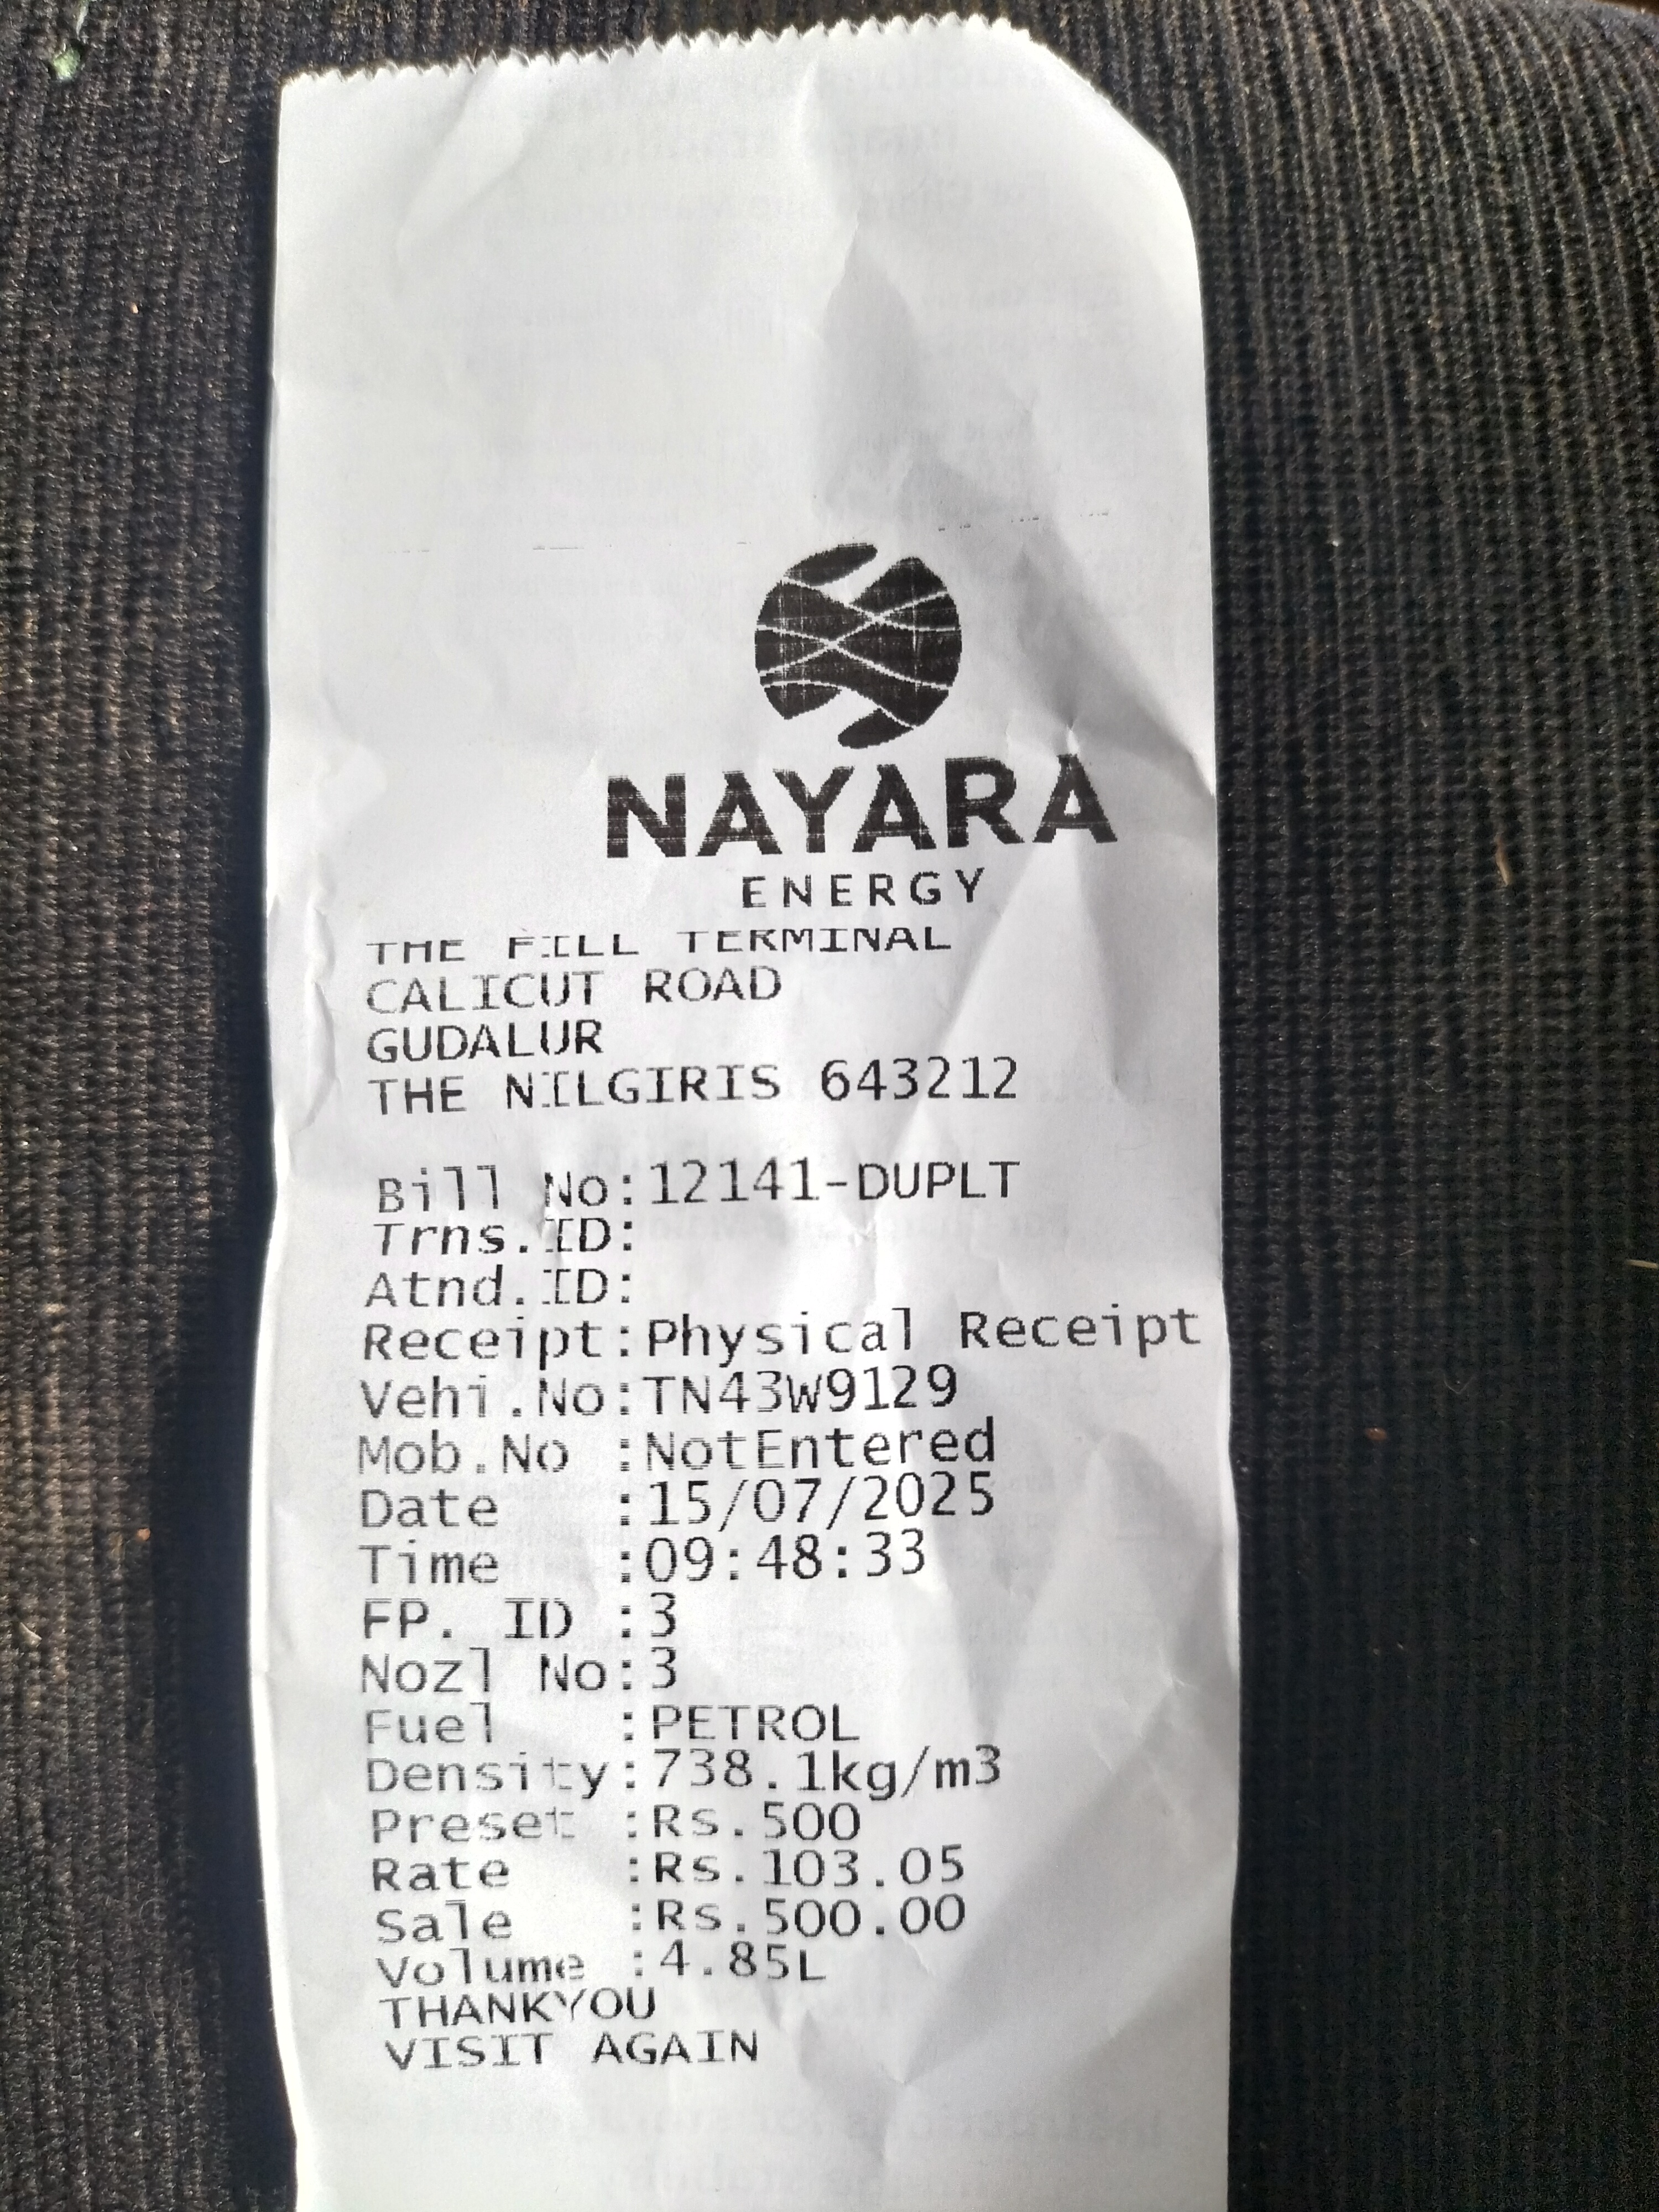 NAYARA
ENERGY
THE FILL TERMINAL
CALICUT ROAD
GUDALUR
THE NILGIRIS 643212
Bill No:12141-DUPLT
Trns.ID:
Atnd.ID:
Receipt:Physical Receipt
Vehi.No:TN43W9129
Mob.No :NotEntered
Date :15/07/2025
Time :09:48:33
FP. ID :3
Nozl No:3
Fuel :PETROL
Density:738.1kg/m3
Preset :Rs.500
Rate :Rs.103.05
Sale :Rs.500.00
Volume :4.85L
THANKYOU
VISIT AGAIN